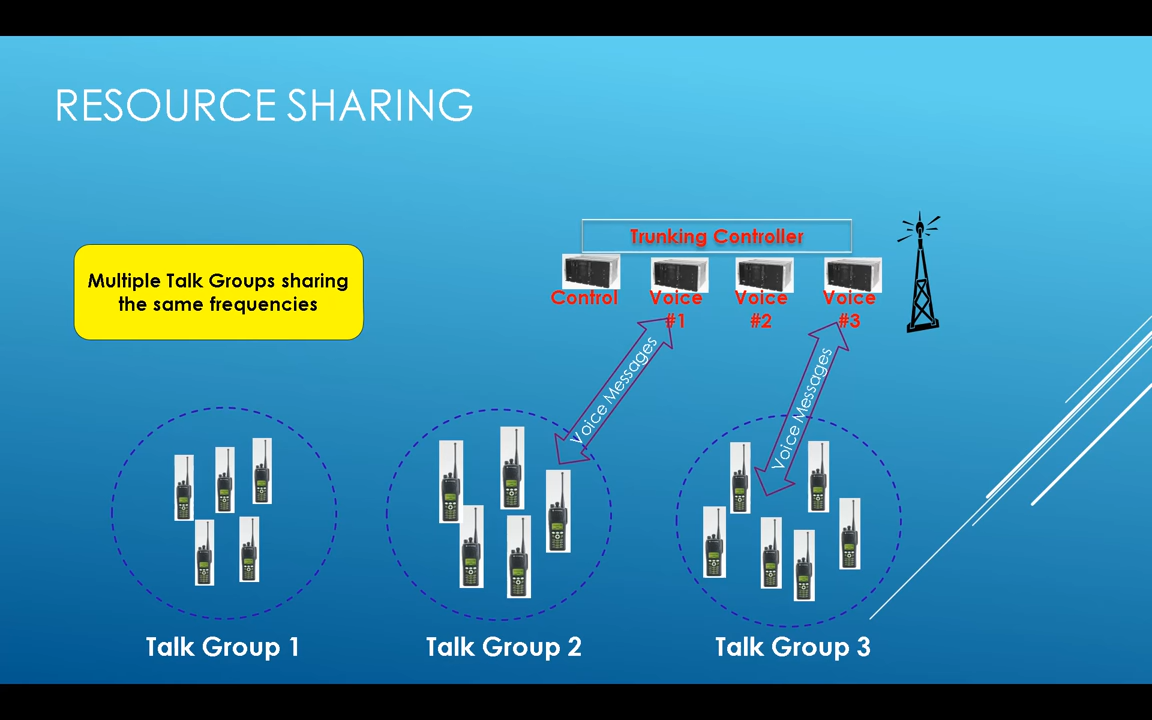 RESOURCE SHARING
Multiple Talk Groups sharing
the same frequencies
Trunking Controller
Control
Voice
#1
Voice
#2
Voice
#3
Voice Messages
Voice Messages
Talk Group 1
Talk Group 2
Talk Group 3